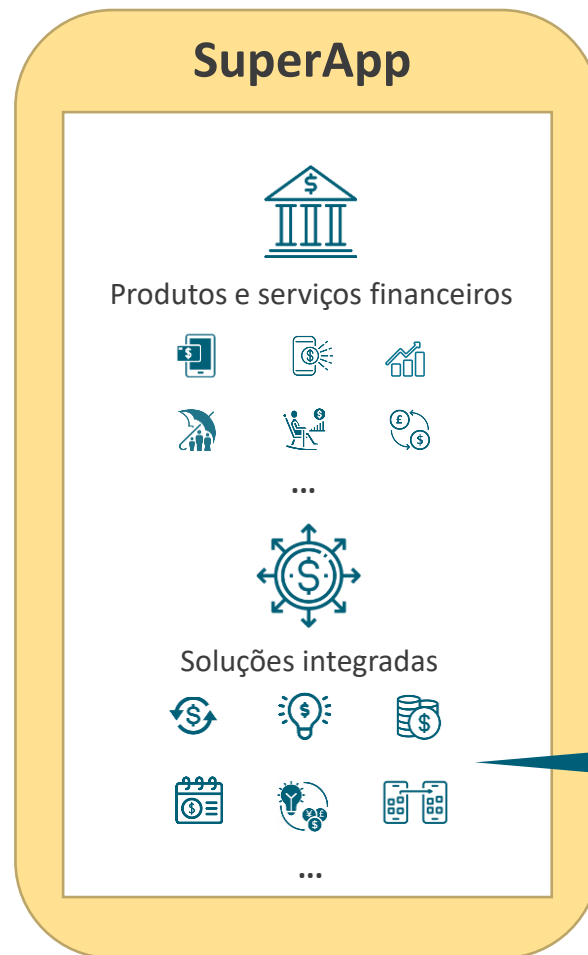 SuperApp
Produtos e serviços financeiros
...
Soluções integradas
...